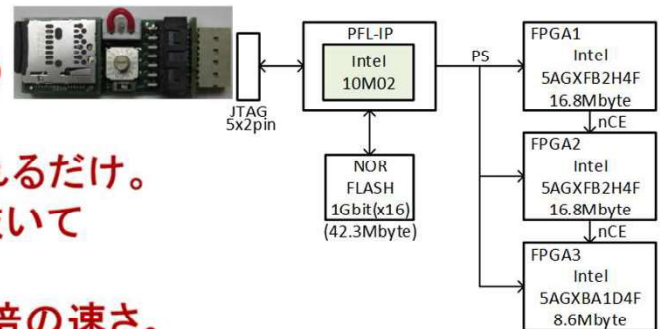 るだけ。
いて
倍の速さ。
JTAG
5x2pin
PFL-IP
Intel
10M02
NOR
FLASH
1Gbit(x16)
(42.3Mbyte)
PS
FPGA1
Intel
5AGXFB2H4F
16.8Mbyte
nCE
FPGA2
Intel
5AGXFB2H4F
16.8Mbyte
nCE
FPGA3
Intel
5AGXBA1D4F
8.6Mbyte